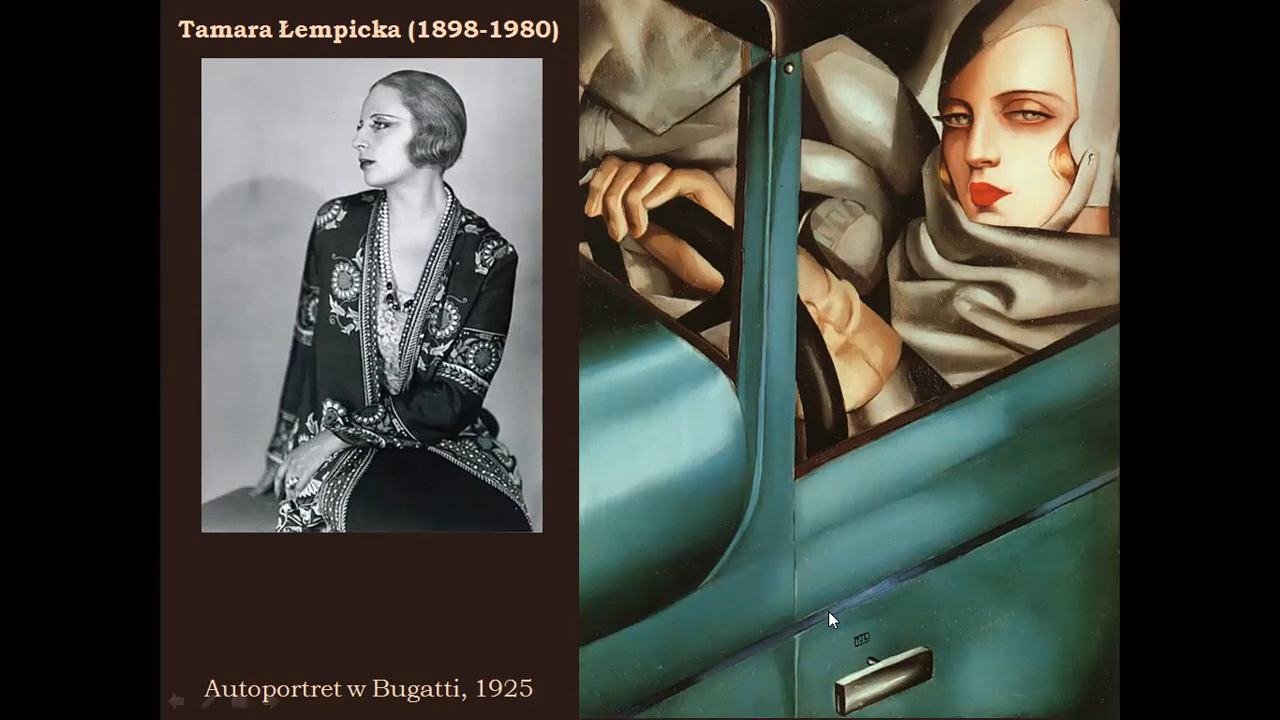 Tamara Łempicka (1898-1980)
Autoportret w Bugatti, 1925